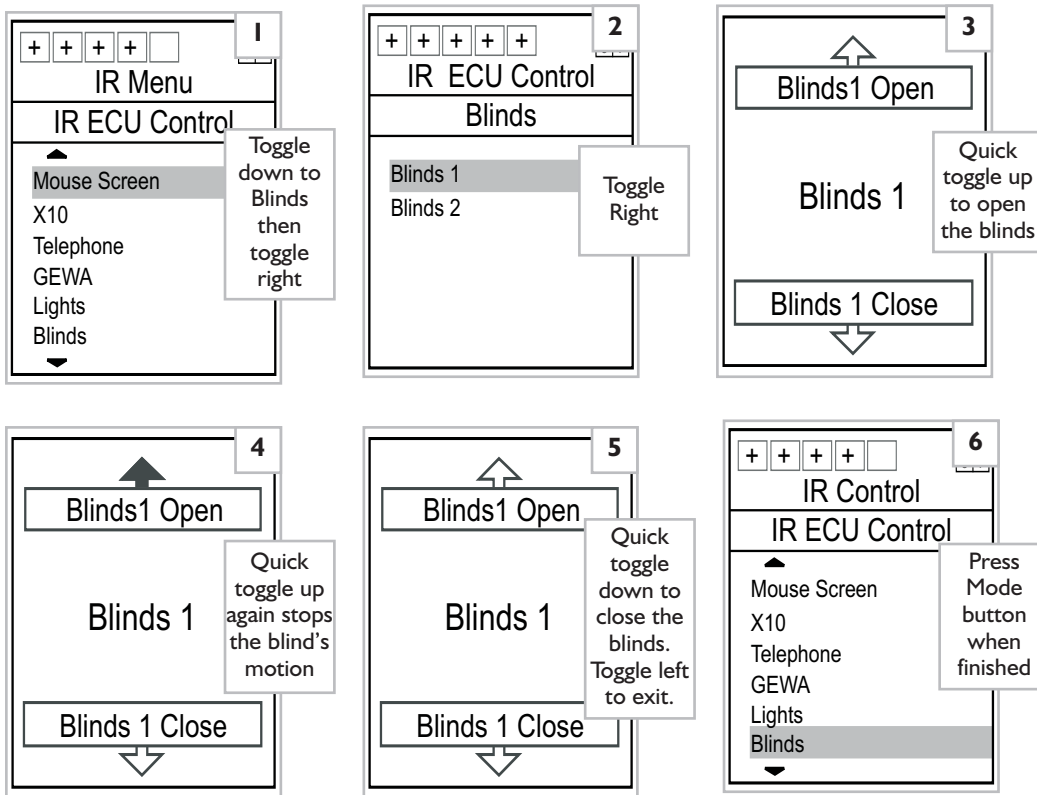 1
+ + + +
IR Menu
IR ECU Control
Mouse Screen
X10
Telephone
GEWA
Lights
Blinds
Toggle
down to
Blinds
then
toggle
right
2
+ + + + +
IR ECU Control
Blinds
Blinds 1
Blinds 2
Toggle
Right
3
Blinds1 Open
Blinds 1
Blinds 1 Close
Quick
toggle up
to open
the blinds
4
Blinds1 Open
Blinds 1
Blinds 1 Close
Quick
toggle up
again stops
the blind's
motion
5
Blinds1 Open
Blinds 1
Blinds 1 Close
Quick
toggle
down to
close the
blinds.
Toggle left
to exit.
6
+ + + +
IR Control
IR ECU Control
Mouse Screen
X10
Telephone
GEWA
Lights
Blinds
Press
Mode
button
when
finished